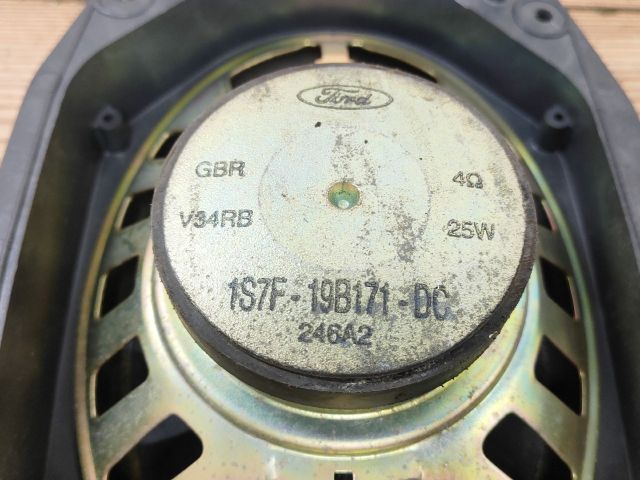 Ford
GBR 4Ω
V34RB 25W
1S7F-19B171-DC
246A2